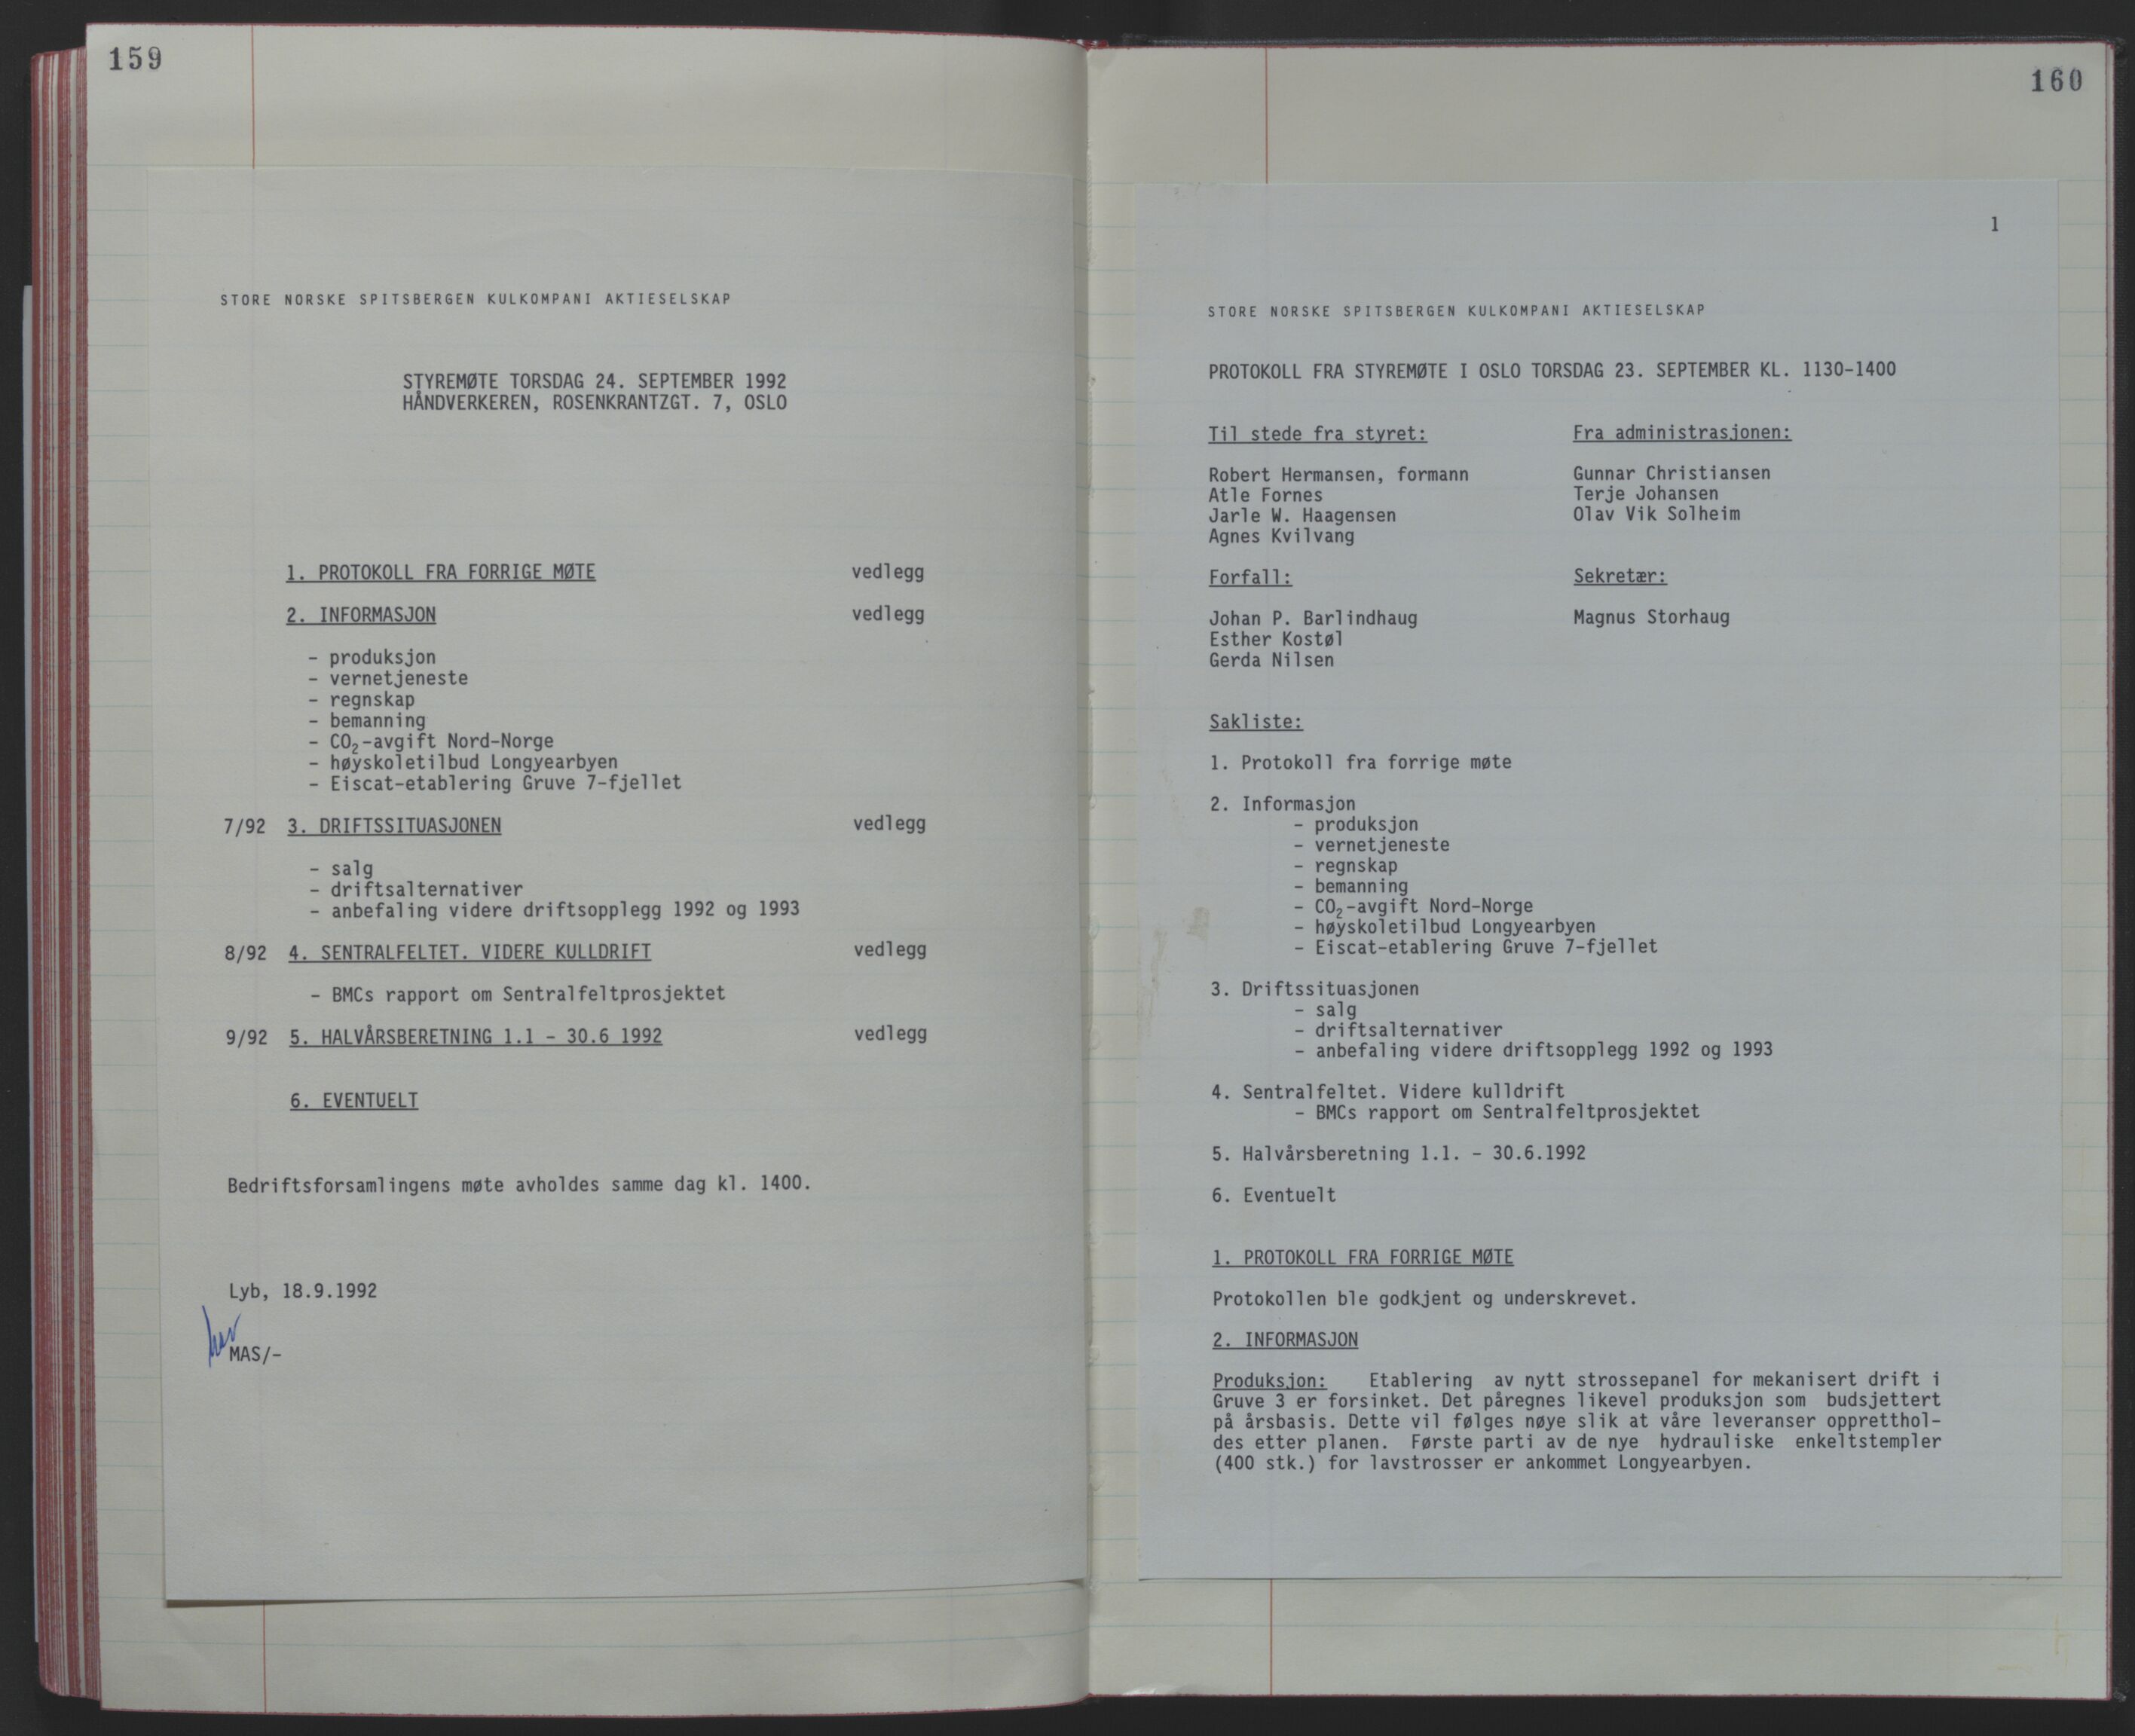 159
STORE NORSKE SPITSBERGEN KULKOMPANI AKTIESELSKAP
STYREMØTE TORSDAG 24. SEPTEMBER 1992
HÅNDVERKEREN, ROSENKRANTZGT. 7, OSLO
1. PROTOKOLL FRA FORRIGE MØTE vedlegg
2. INFORMASJON vedlegg
- produksjon
- vernetjeneste
- regnskap
- bemanning
- CO₂-avgift Nord-Norge
- høyskoletilbud Longyearbyen
- Eiscat-etablering Gruve 7-fjellet
7/92 3. DRIFTSSITUASJONEN vedlegg
- salg
- driftsalternativer
- anbefaling videre driftsopplegg 1992 og 1993
8/92 4. SENTRALFELTET. VIDERE KULLDRIFT vedlegg
- BMCs rapport om Sentralfeltprosjektet
9/92 5. HALVÅRSBERETNING 1.1 - 30.6 1992 vedlegg
6. EVENTUELT
Bedriftsforsamlingens møte avholdes samme dag kl. 1400.
Lyb, 18.9.1992
MAS/-
160
1
STORE NORSKE SPITSBERGEN KULKOMPANI AKTIESELSKAP
PROTOKOLL FRA STYREMØTE I OSLO TORSDAG 23. SEPTEMBER KL. 1130-1400
Til stede fra styret: Fra administrasjonen:
Robert Hermansen, formann Gunnar Christiansen
Atle Fornes Terje Johansen
Jarle W. Haagensen Olav Vik Solheim
Agnes Kvilvang
Forfall: Sekretær:
Johan P. Barlindhaug Magnus Storhaug
Esther Kostøl
Gerda Nilsen
Sakliste:
1. Protokoll fra forrige møte
2. Informasjon
- produksjon
- vernetjeneste
- regnskap
- bemanning
- CO₂-avgift Nord-Norge
- høyskoletilbud Longyearbyen
- Eiscat-etablering Gruve 7-fjellet
3. Driftssituasjonen
- salg
- driftsalternativer
- anbefaling videre driftsopplegg 1992 og 1993
4. Sentralfeltet. Videre kulldrift
- BMCs rapport om Sentralfeltprosjektet
5. Halvårsberetning 1.1. - 30.6.1992
6. Eventuelt
1. PROTOKOLL FRA FORRIGE MØTE
Protokollen ble godkjent og underskrevet.
2. INFORMASJON
Produksjon: Etablering av nytt strossepanel for mekanisert drift i
Gruve 3 er forsinket. Det påregnes likevel produksjon som budsjettert
på årsbasis. Dette vil følges nøye slik at våre leveranser oppretthol-
des etter planen. Første parti av de nye hydrauliske enkeltstempler
(400 stk.) for lavstrosser er ankommet Longyearbyen.